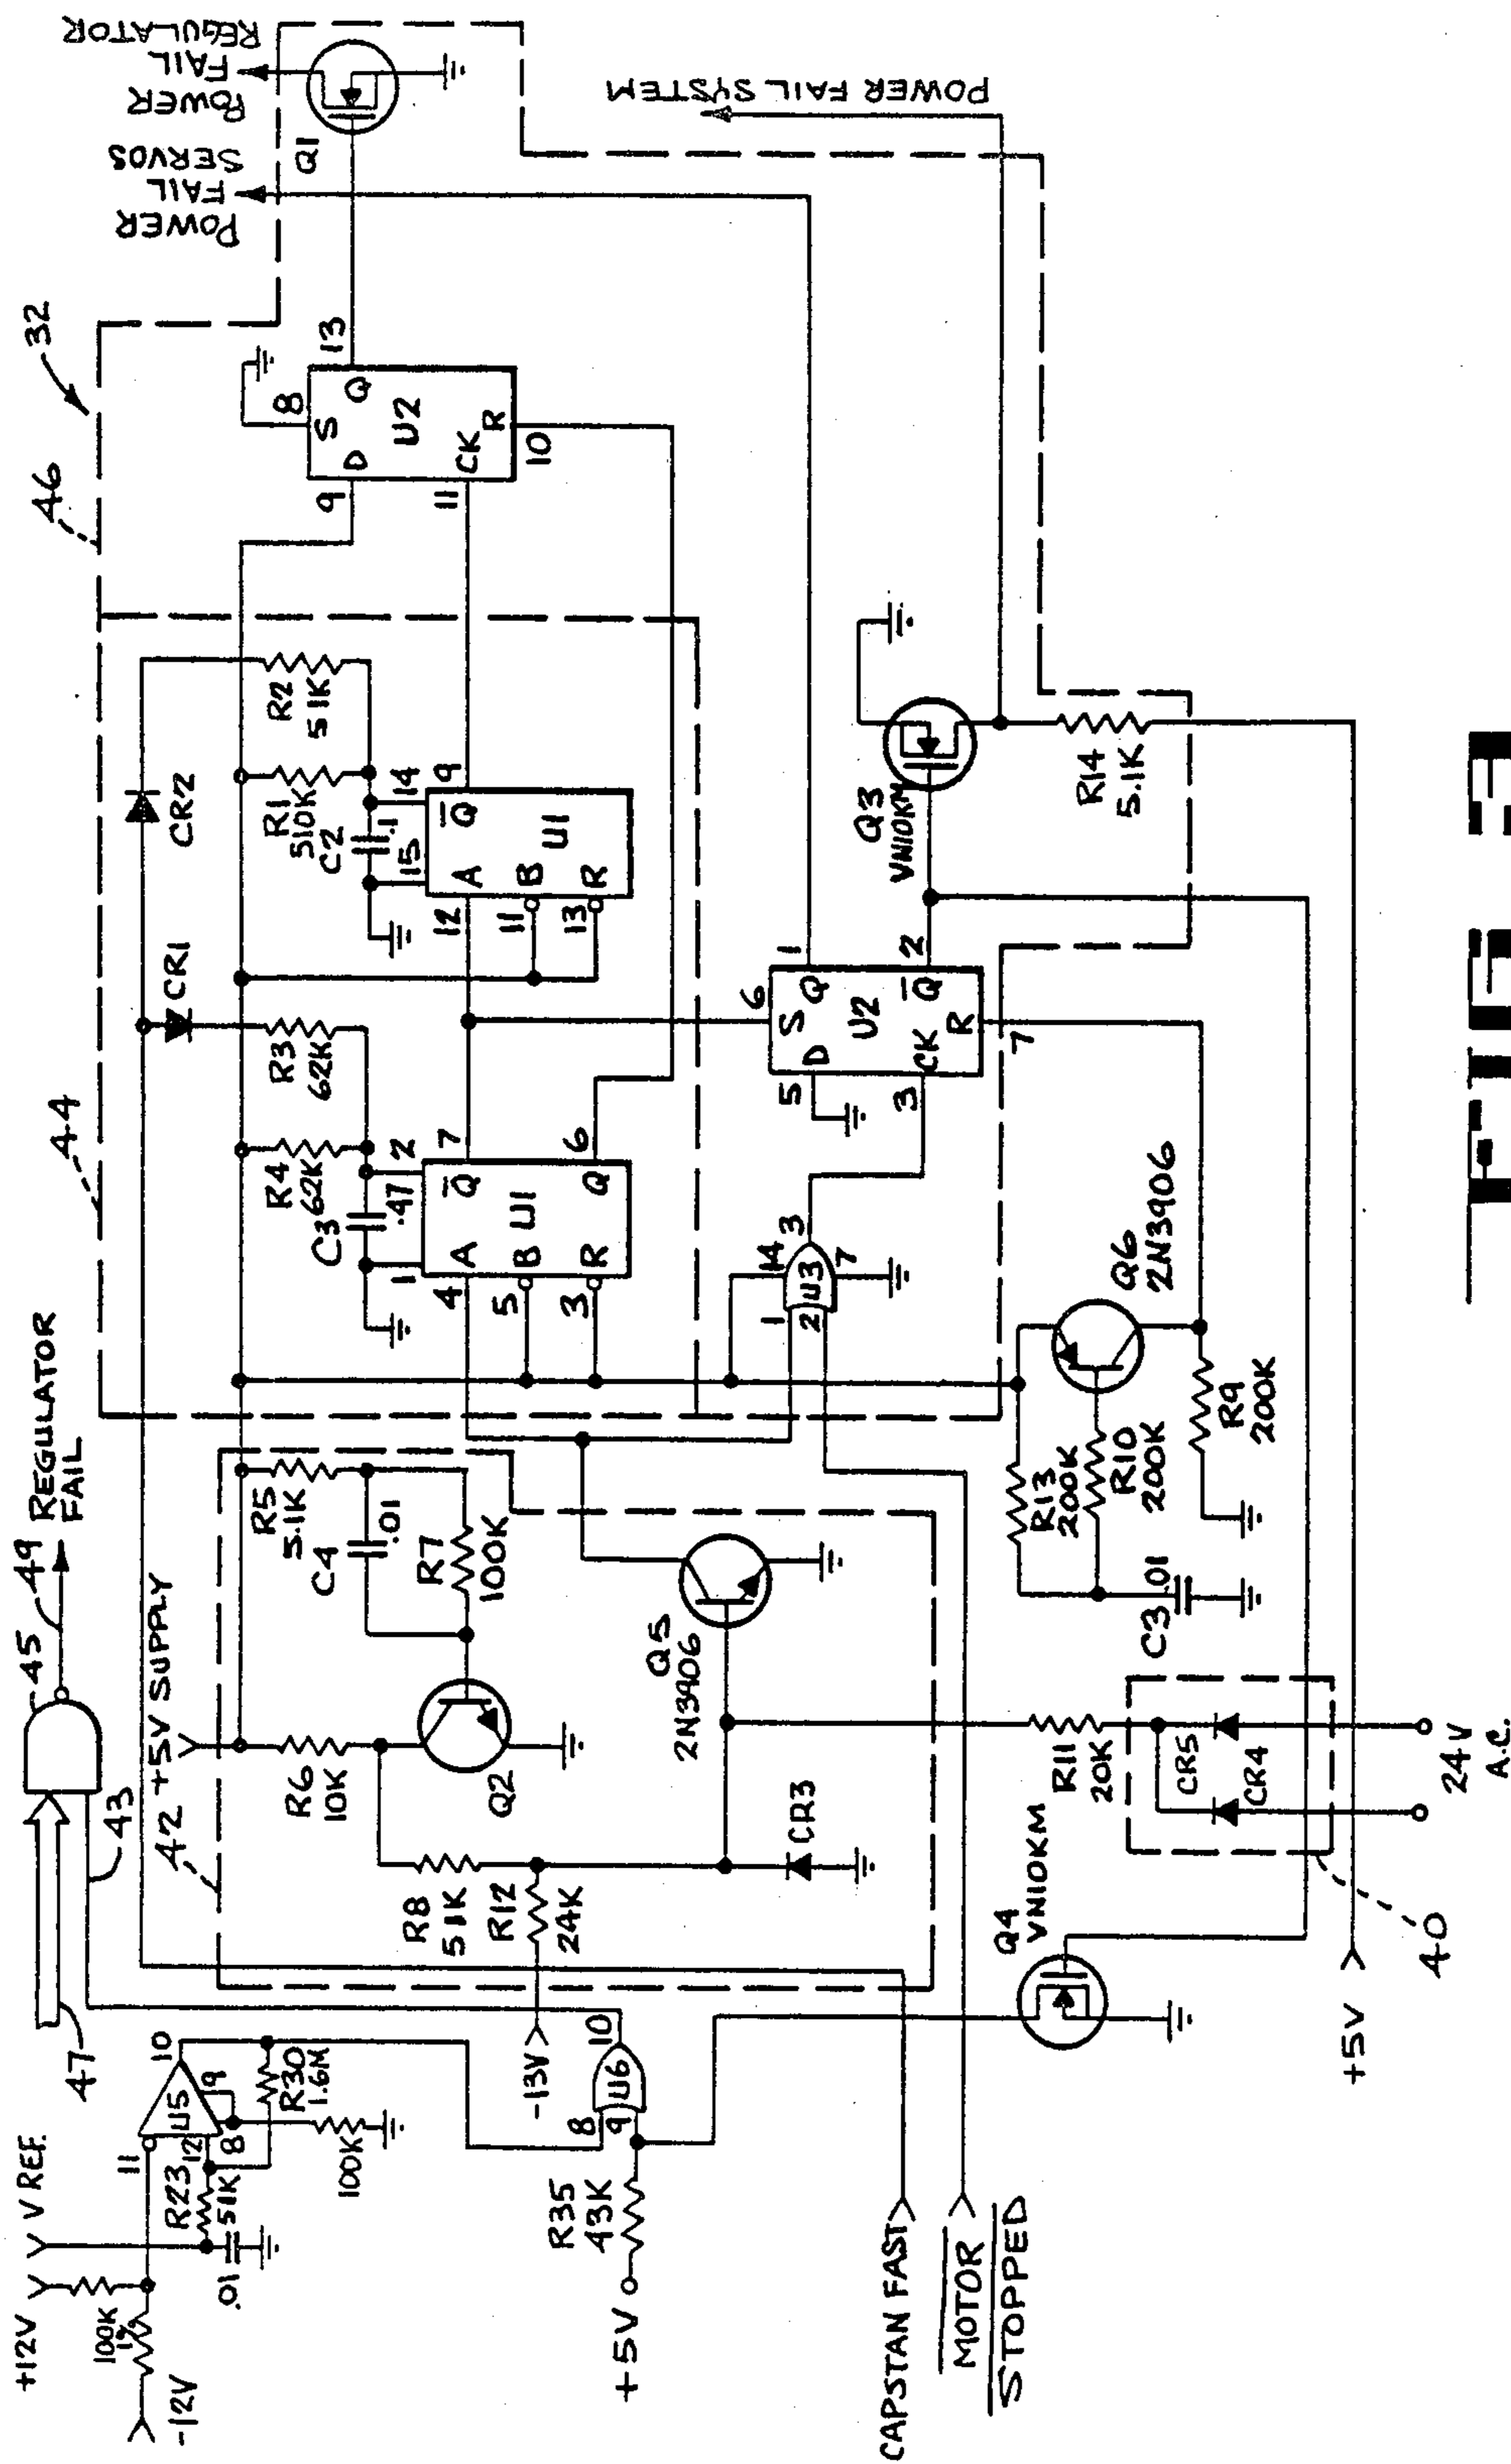 +12V
V REF.
100K
1%
-12V
.01
R23
51K
11
12
8
9
U5
10
R30
1.6M
100K
47
43
45
49
REGULATOR
FAIL
42
+5V SUPPLY
R6
10K
R5
5.1K
C4
.01
R7
100K
Q2
R8
51K
R12
24K
-13V
Q5
2N3906
CR3
8
9
U6
10
R35
43K
+5V
CAPSTAN FAST
MOTOR
STOPPED
Q4
VN10KM
R11
20K
CR5
CR4
24V
A.C.
40
+5V
C3
.01
R13
200K
R10
200K
R9
200K
Q6
2N3906
44
CR1
CR2
R4
62K
R3
62K
C3
.47
1
2
4
A
Q
7
5
B
U1
3
R
Q
6
R1
510K
R2
51K
C2
.1
15
14
12
A
Q
9
11
B
U1
13
R
1
2
U3
14
3
7
5
D
S
6
Q
1
U2
3
CK
R
7
Q
2
Q3
VN10KM
R14
5.1K
46
32
8
S
9
D
Q
13
U2
11
CK
R
10
Q1
POWER
FAIL
REGULATOR
POWER
FAIL
SERVOS
POWER FAIL SYSTEM